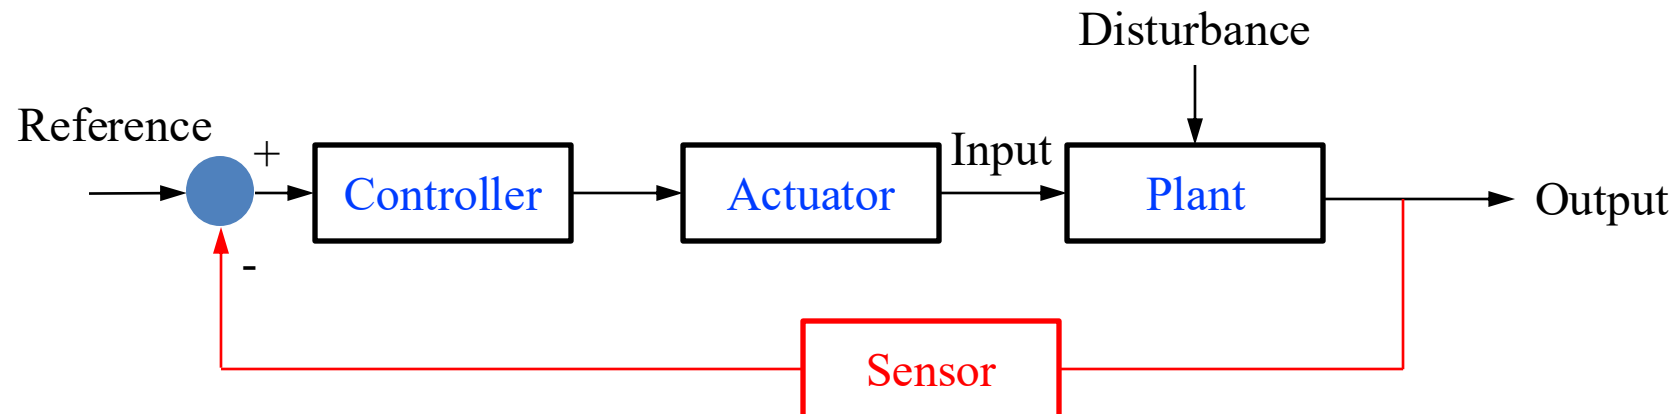 Disturbance
Reference
+
Input
Controller
Actuator
Plant
Output
-
Sensor